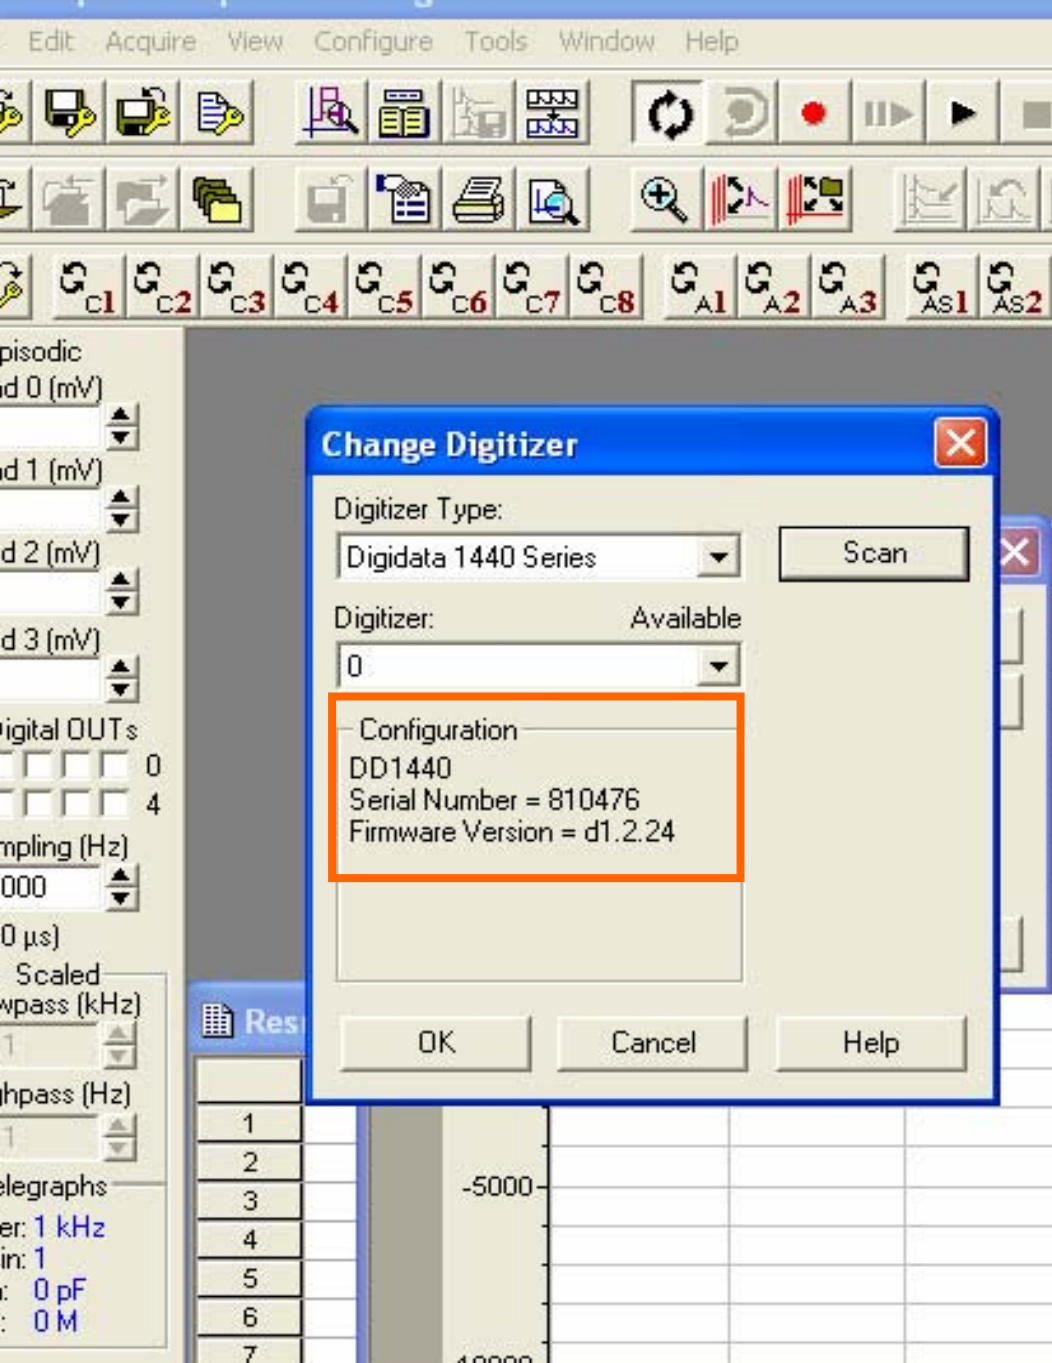 Edit Acquire View Configure Tools Window Help
C1 C2 C3 C4 C5 C6 C7 C8 A1 A2 A3 AS1 AS2
pisodic
d 0 (mV)
d 1 (mV)
d 2 (mV)
d 3 (mV)
igital OUTs
0
4
mpling (Hz)
000
0 µs)
Scaled
wpass (kHz)
1
hpass (Hz)
1
elegraphs
er: 1 kHz
in: 1
: 0 pF
: 0 M
Change Digitizer
Digitizer Type:
Digidata 1440 Series
Scan
Digitizer: Available
0
Configuration
DD1440
Serial Number = 810476
Firmware Version = d1.2.24
OK Cancel Help
Res
1
2
3
4
5
6
7
-5000